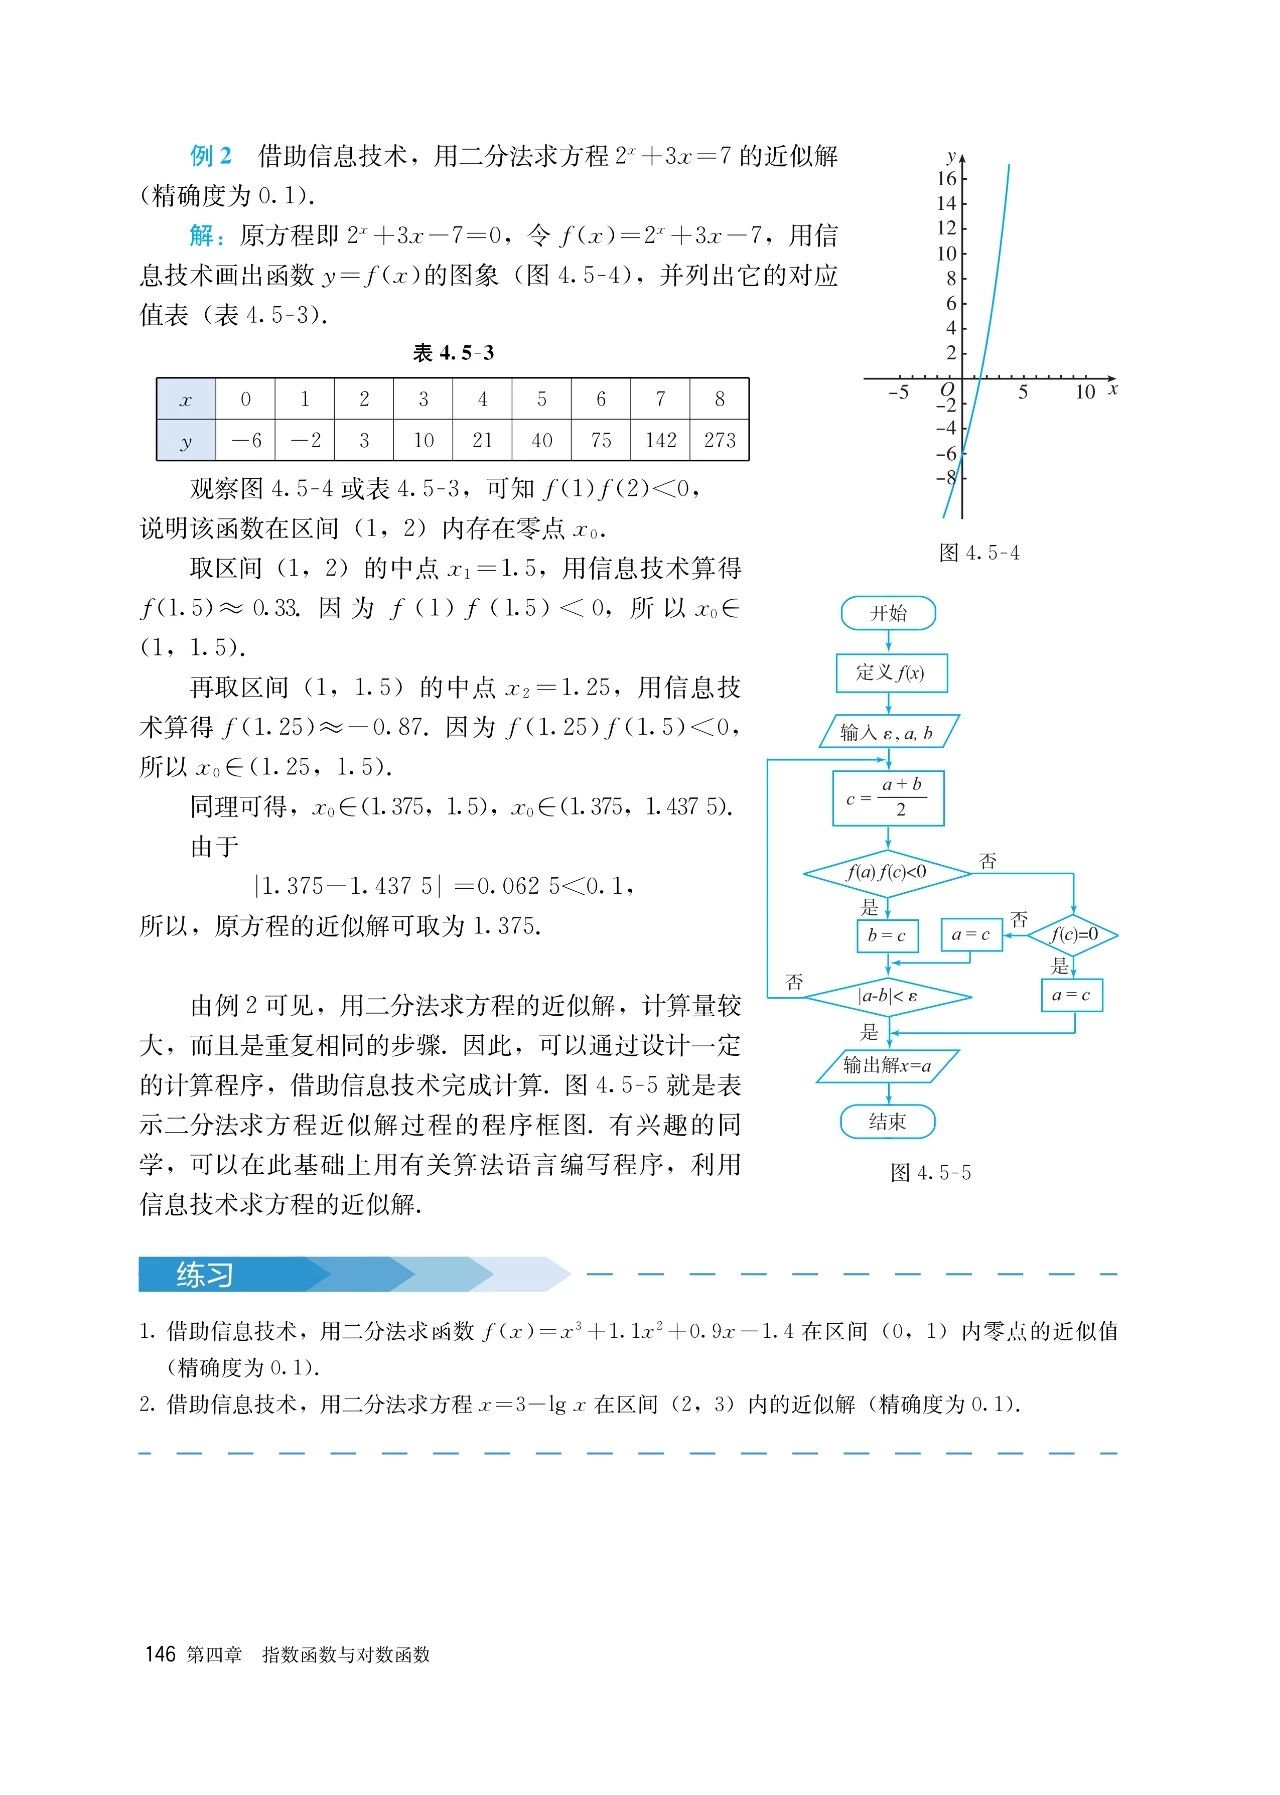 例 2 借助信息技术，用二分法求方程 2ˣ＋3x＝7 的近似解
(精确度为 0.1).
解：原方程即 2ˣ＋3x－7＝0，令 f(x)＝2ˣ＋3x－7，用信
息技术画出函数 y＝f(x)的图象（图 4.5-4），并列出它的对应
值表（表 4.5-3）.
表 4.5-3
x 0 1 2 3 4 5 6 7 8
y －6 －2 3 10 21 40 75 142 273
观察图 4.5-4 或表 4.5-3，可知 f(1)f(2)＜0，
说明该函数在区间（1，2）内存在零点 x₀.
取区间（1，2）的中点 x₁＝1.5，用信息技术算得
f(1.5)≈0.33. 因为 f(1)f(1.5)＜0，所以 x₀∈
(1，1.5).
再取区间（1，1.5）的中点 x₂＝1.25，用信息技
术算得 f(1.25)≈－0.87. 因为 f(1.25)f(1.5)＜0，
所以 x₀∈(1.25，1.5).
同理可得，x₀∈(1.375，1.5)，x₀∈(1.375，1.437 5).
由于
|1.375－1.437 5|＝0.062 5＜0.1，
所以，原方程的近似解可取为 1.375.
由例 2 可见，用二分法求方程的近似解，计算量较
大，而且是重复相同的步骤. 因此，可以通过设计一定
的计算程序，借助信息技术完成计算. 图 4.5-5 就是表
示二分法求方程近似解过程的程序框图. 有兴趣的同
学，可以在此基础上用有关算法语言编写程序，利用
信息技术求方程的近似解.
y
16
14
12
10
8
6
4
2
-5 O 5 10 x
-2
-4
-6
-8
图 4.5-4
开始
定义 f(x)
输入 ε, a, b
c = (a + b)/2
f(a) f(c)<0
否
是
b = c
a = c
否
f(c)=0
是
a = c
否
|a-b|< ε
是
输出解x=a
结束
图 4.5-5
练习
1. 借助信息技术，用二分法求函数 f(x)＝x³＋1.1x²＋0.9x－1.4 在区间（0，1）内零点的近似值
(精确度为 0.1).
2. 借助信息技术，用二分法求方程 x＝3－lg x 在区间（2，3）内的近似解（精确度为 0.1）.
146 第四章 指数函数与对数函数